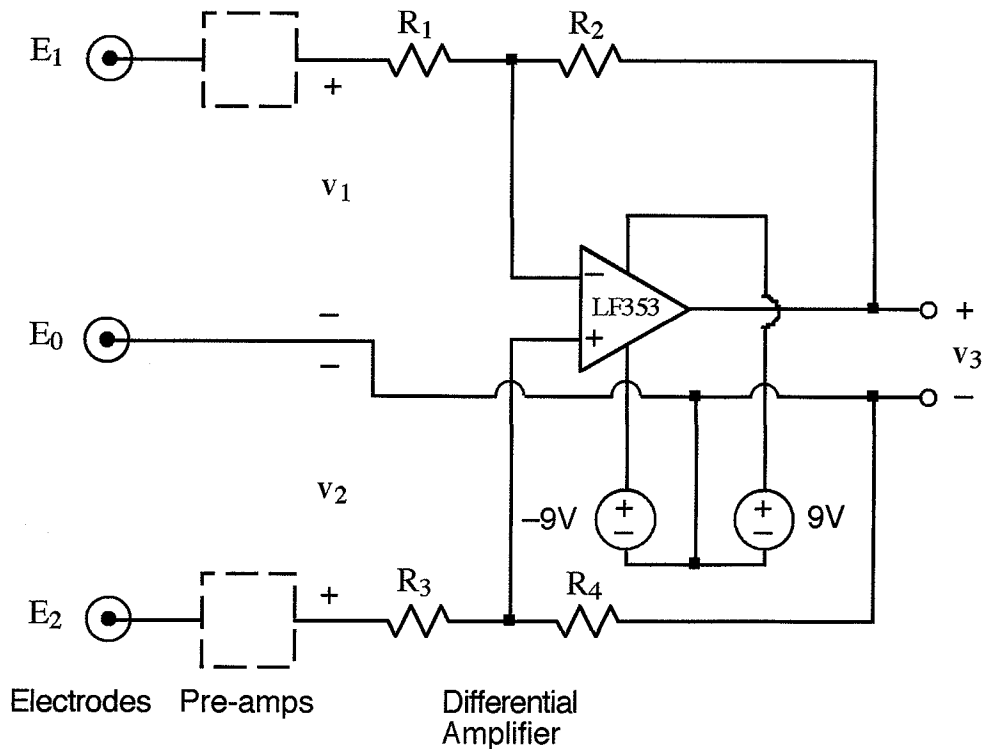 R1 R2
E1
+
v1
−
LF353
+
E0
−
−
+
v3
−
v2
−9V
+
−
+
−
9V
R3 R4
+
E2
Electrodes Pre-amps Differential
Amplifier